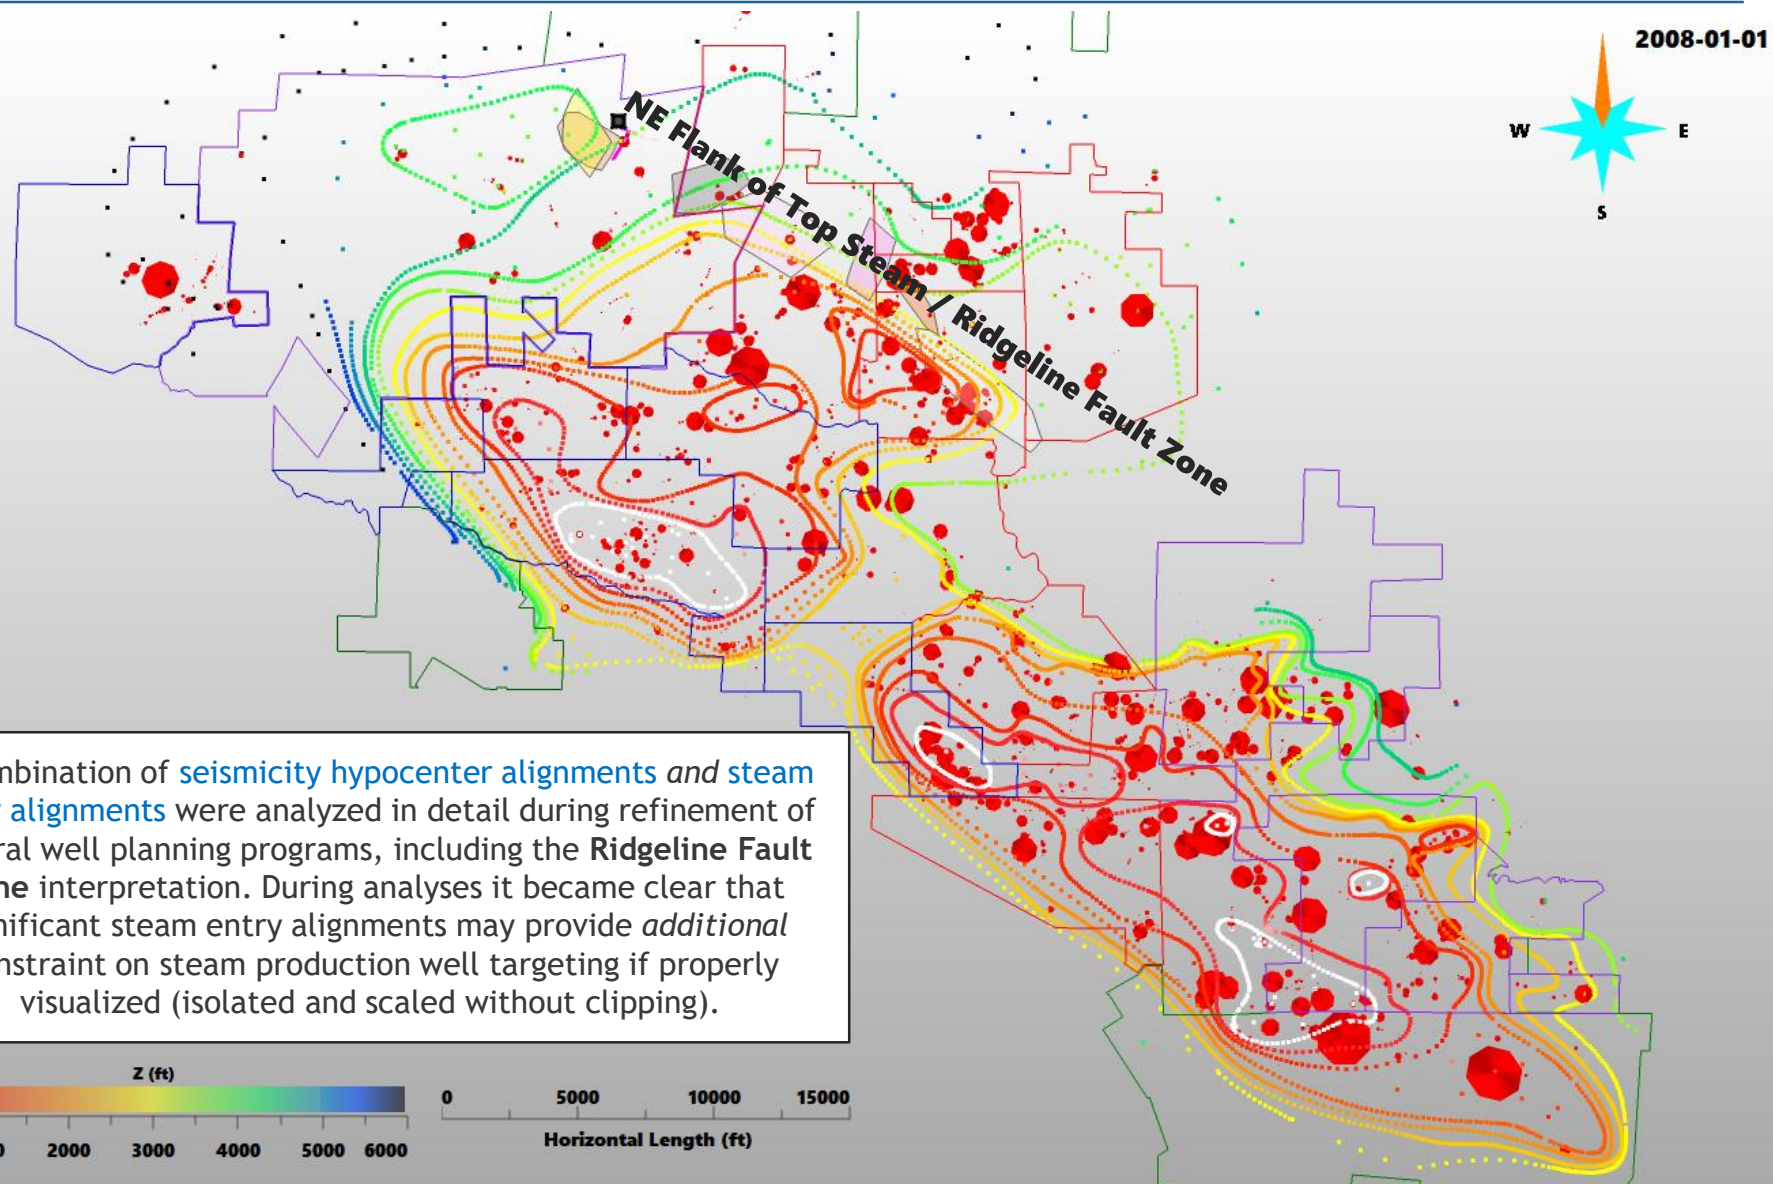 2008-01-01
W
E
S
NE Flank of Top Steam / Ridgeline Fault Zone
mbination of seismicity hypocenter alignments and steam
alignments were analyzed in detail during refinement of
ral well planning programs, including the Ridgeline Fault
ne interpretation. During analyses it became clear that
nificant steam entry alignments may provide additional
nstraint on steam production well targeting if properly
visualized (isolated and scaled without clipping).
Z (ft)
0 2000 3000 4000 5000 6000
0 5000 10000 15000
Horizontal Length (ft)